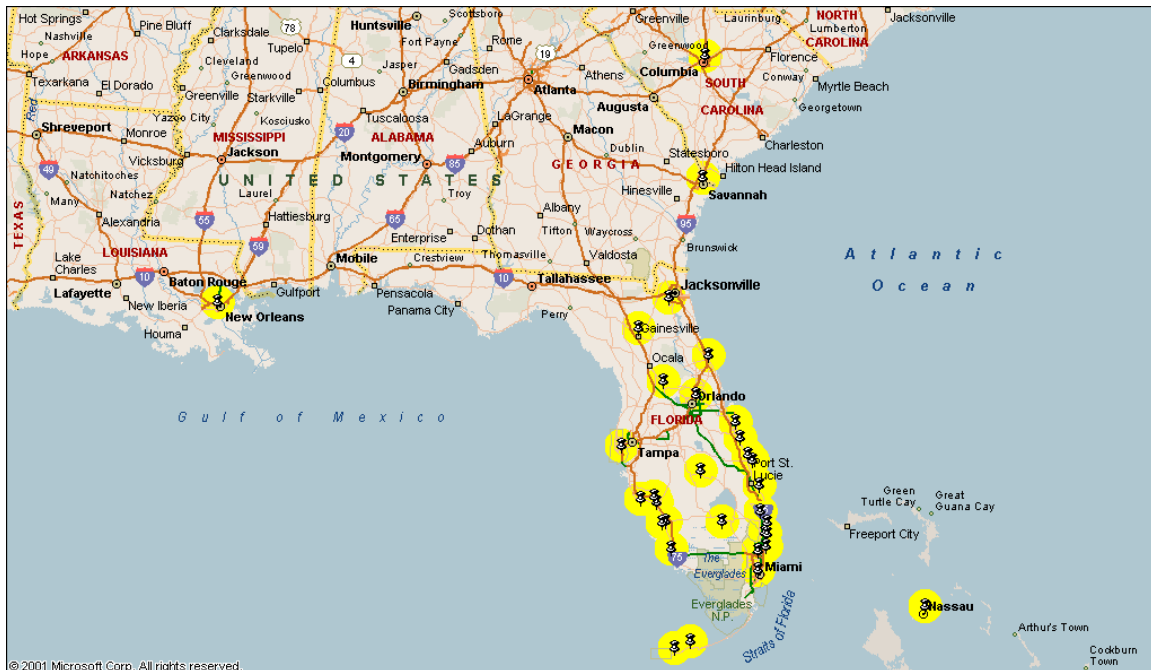 Hot Springs
Pine Bluff
Clarksdale
78
Huntsville
Scottsboro
Greenville
Laurinburg
NORTH
CAROLINA
Jacksonville
Nashville
Hope
ARKANSAS
Tupelo
Fort Payne
Rome
19
Greenwood
Lumberton
Cleveland
4
Jasper
Gadsden
Florence
Texarkana
El Dorado
Greenwood
Greenville
Starkville
Columbus
Birmingham
Atlanta
Athens
Columbia
SOUTH
CAROLINA
Conway
Myrtle Beach
Red
Yazoo City
Kosciusko
Tuscaloosa
LaGrange
Augusta
Georgetown
Shreveport
Monroe
MISSISSIPPI
20
ALABAMA
Macon
Vicksburg
Jackson
Montgomery
85
Auburn
Dublin
Statesboro
Charleston
49
Natchitoches
UNITED STATES
GEORGIA
Hilton Head Island
TEXAS
Many
Natchez
Laurel
Troy
Hinesville
Savannah
Alexandria
55
Hattiesburg
65
Albany
95
59
Enterprise
Dothan
Tifton
Waycross
Brunswick
LOUISIANA
Mobile
Crestview
Thomasville
Valdosta
Atlantic
Ocean
Lake
Charles
10
Baton Rouge
10
Lafayette
New Iberia
Gulfport
Pensacola
Tallahassee
Jacksonville
New Orleans
Panama City
Perry
Houma
Gainesville
Ocala
Gulf of Mexico
Orlando
FLORIDA
Tampa
Port St.
Lucie
Green
Turtle Cay
Great
Guana Cay
Freeport City
75
The
Everglades
Miami
Everglades
N.P.
Straits of Florida
Nassau
Arthur's Town
Cockburn
Town
© 2001 Microsoft Corp. All rights reserved.